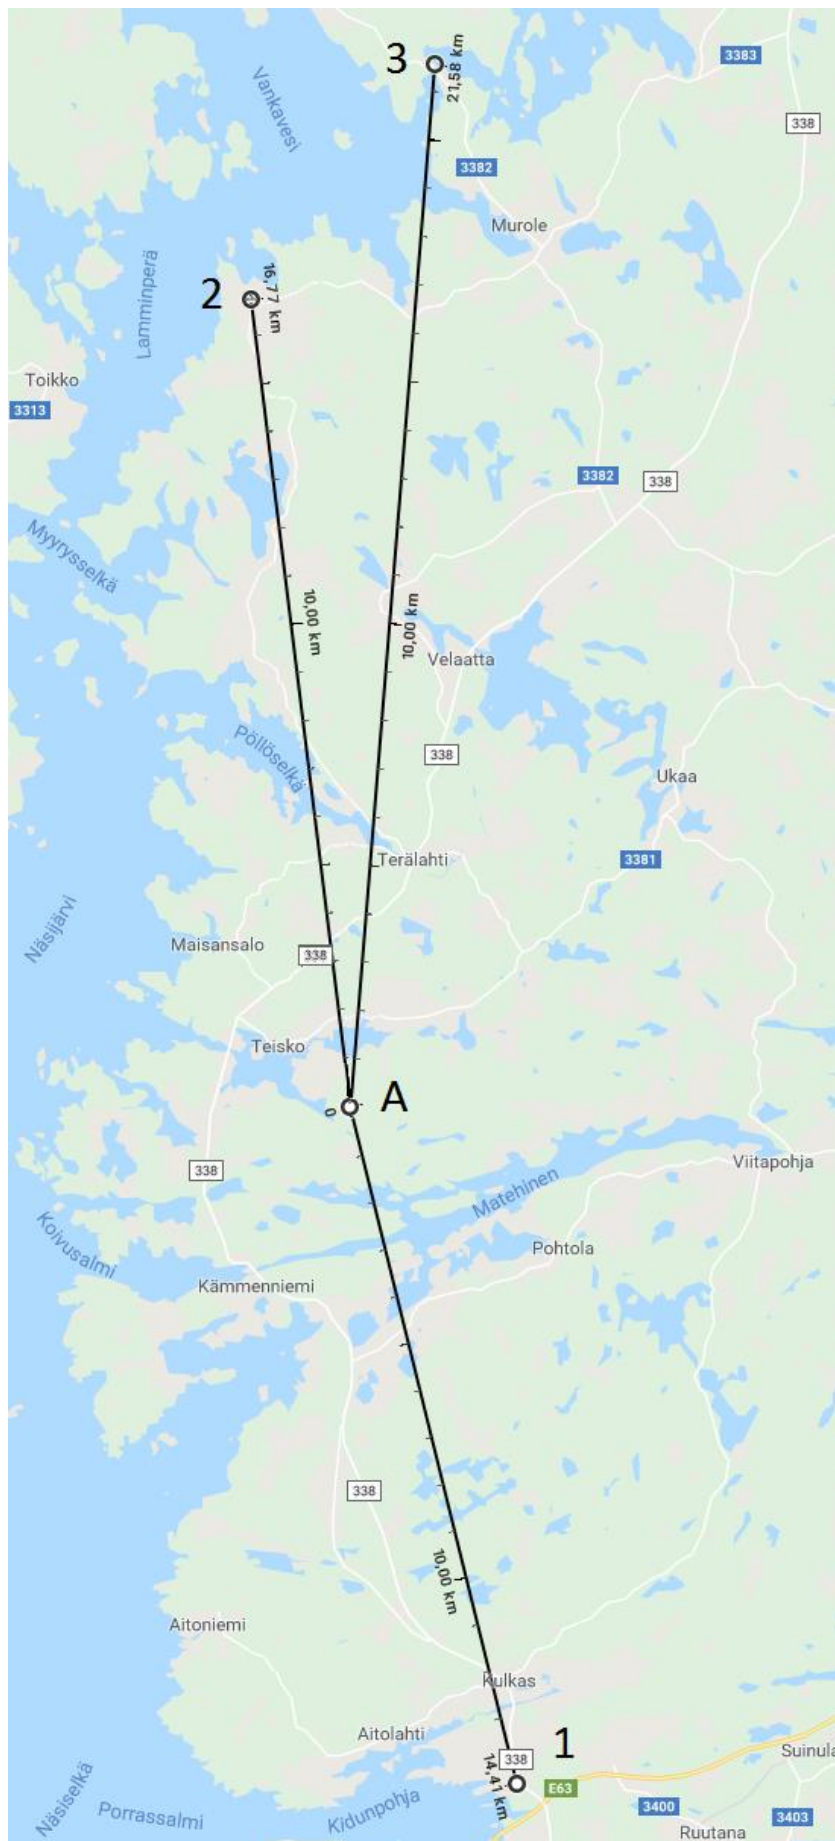 3
21,58 km
3383
338
Vankavesi
3382
Murole
2
16,77 km
Lamminperä
Toikko
3313
3382
338
Myyrysselkä
10,00 km
10,00 km
Velaatta
Pöllöselkä
338
Ukaa
Terälahti
3381
Näsijärvi
Maisansalo
338
Teisko
A
0
338
Viitapohja
Matehinen
Koivusalmi
Pohtola
Kämmenniemi
338
10,00 km
Aitoniemi
Kulkas
Aitolahti
1
338
Suinula
14,41 km
E63
Näsiselkä
Porrassalmi
Kidunpohja
3400
3403
Ruutana